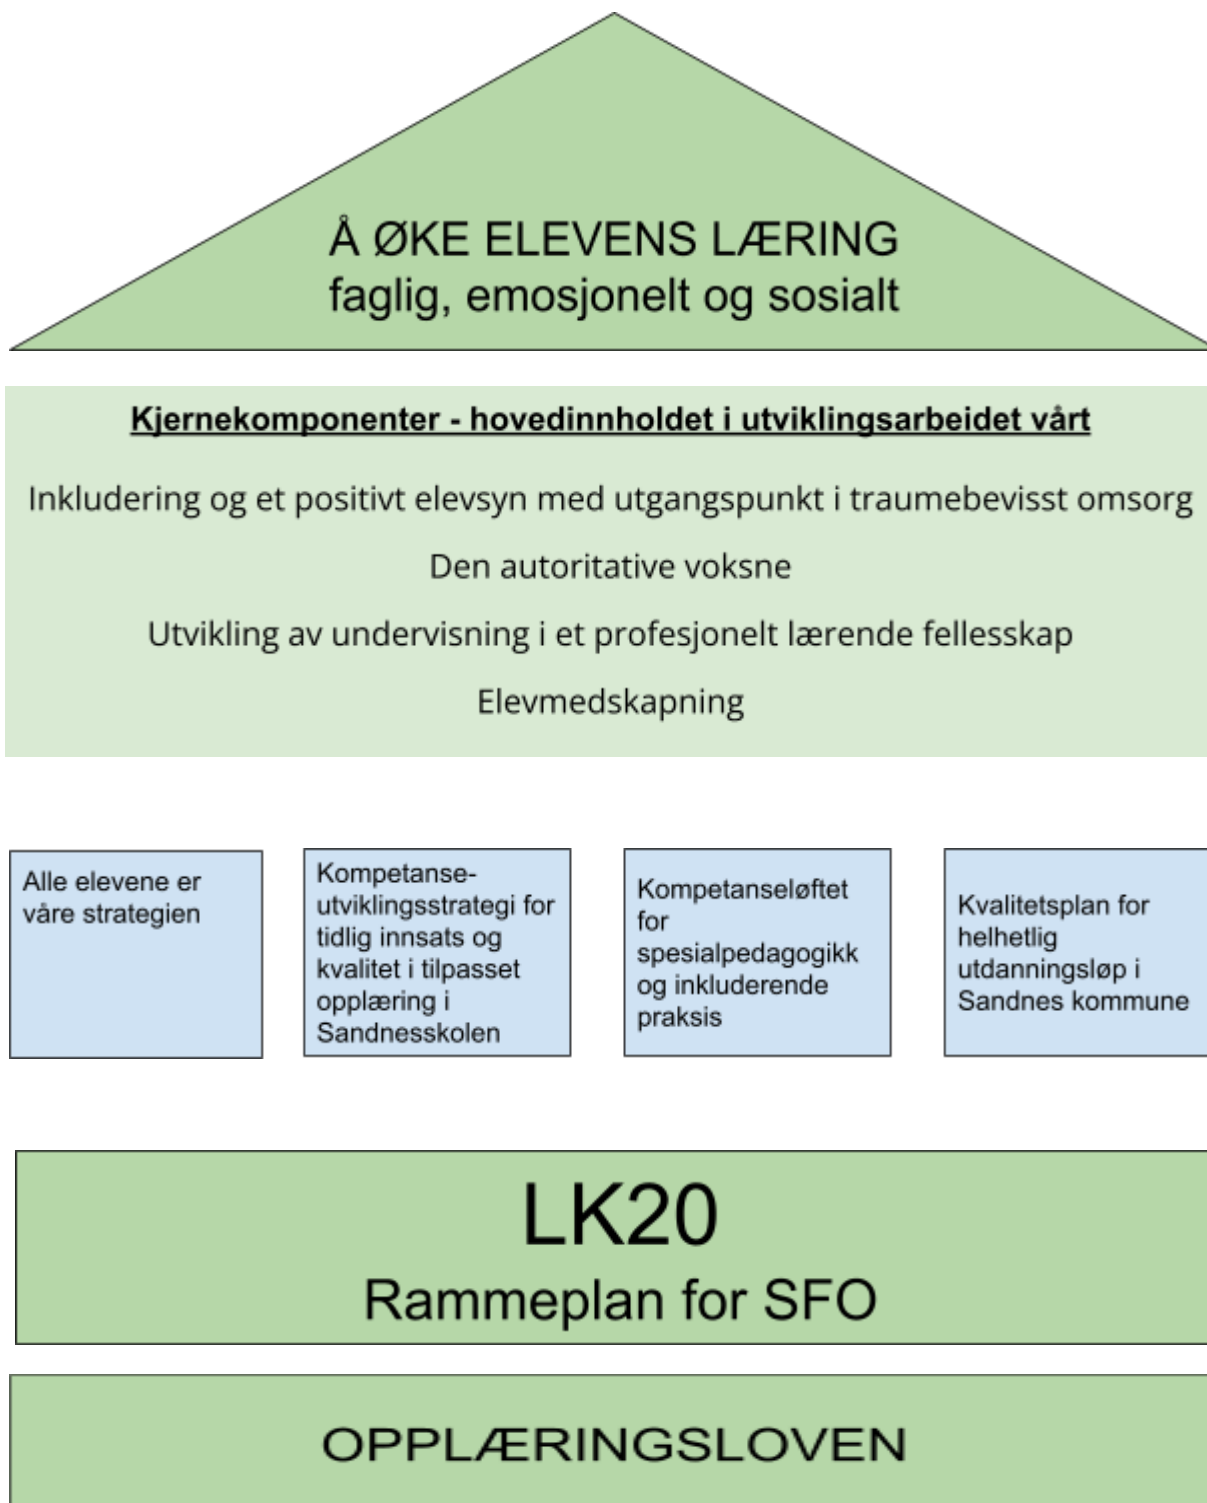 Å ØKE ELEVENS LÆRING
faglig, emosjonelt og sosialt
Kjernekomponenter - hovedinnholdet i utviklingsarbeidet vårt
Inkludering og et positivt elevsyn med utgangspunkt i traumebevisst omsorg
Den autoritative voksne
Utvikling av undervisning i et profesjonelt lærende fellesskap
Elevmedskapning
Alle elevene er
våre strategien
Kompetanse-
utviklingsstrategi for
tidlig innsats og
kvalitet i tilpasset
opplæring i
Sandnesskolen
Kompetanseløftet
for
spesialpedagogikk
og inkluderende
praksis
Kvalitetsplan for
helhetlig
utdanningsløp i
Sandnes kommune
LK20
Rammeplan for SFO
OPPLÆRINGSLOVEN